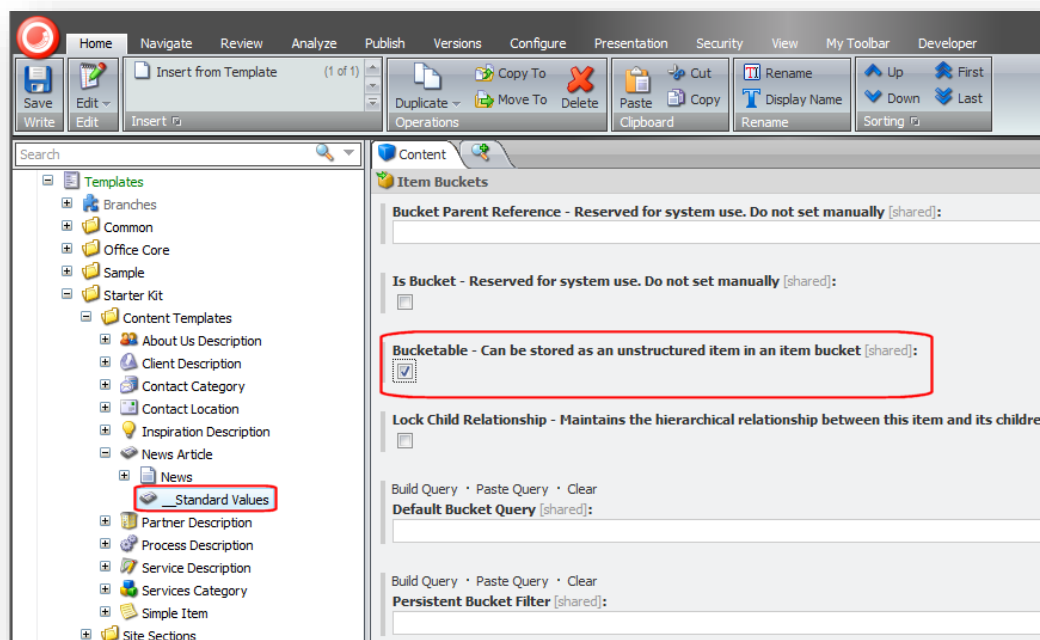 Home Navigate Review Analyze Publish Versions Configure Presentation Security View My Toolbar Developer
Insert from Template (1 of 1)
Copy To Cut Rename Up First
Save Edit Duplicate Move To Delete Paste Copy Display Name Down Last
Write Edit Insert Operations Clipboard Rename Sorting
Search
Content
Templates
Branches
Common
Office Core
Sample
Starter Kit
Content Templates
About Us Description
Client Description
Contact Category
Contact Location
Inspiration Description
News Article
News
__Standard Values
Partner Description
Process Description
Service Description
Services Category
Simple Item
Site Sections
Item Buckets
Bucket Parent Reference - Reserved for system use. Do not set manually [shared]:
Is Bucket - Reserved for system use. Do not set manually [shared]:
Bucketable - Can be stored as an unstructured item in an item bucket [shared]:
Lock Child Relationship - Maintains the hierarchical relationship between this item and its childre
Build Query · Paste Query · Clear
Default Bucket Query [shared]:
Build Query · Paste Query · Clear
Persistent Bucket Filter [shared]: